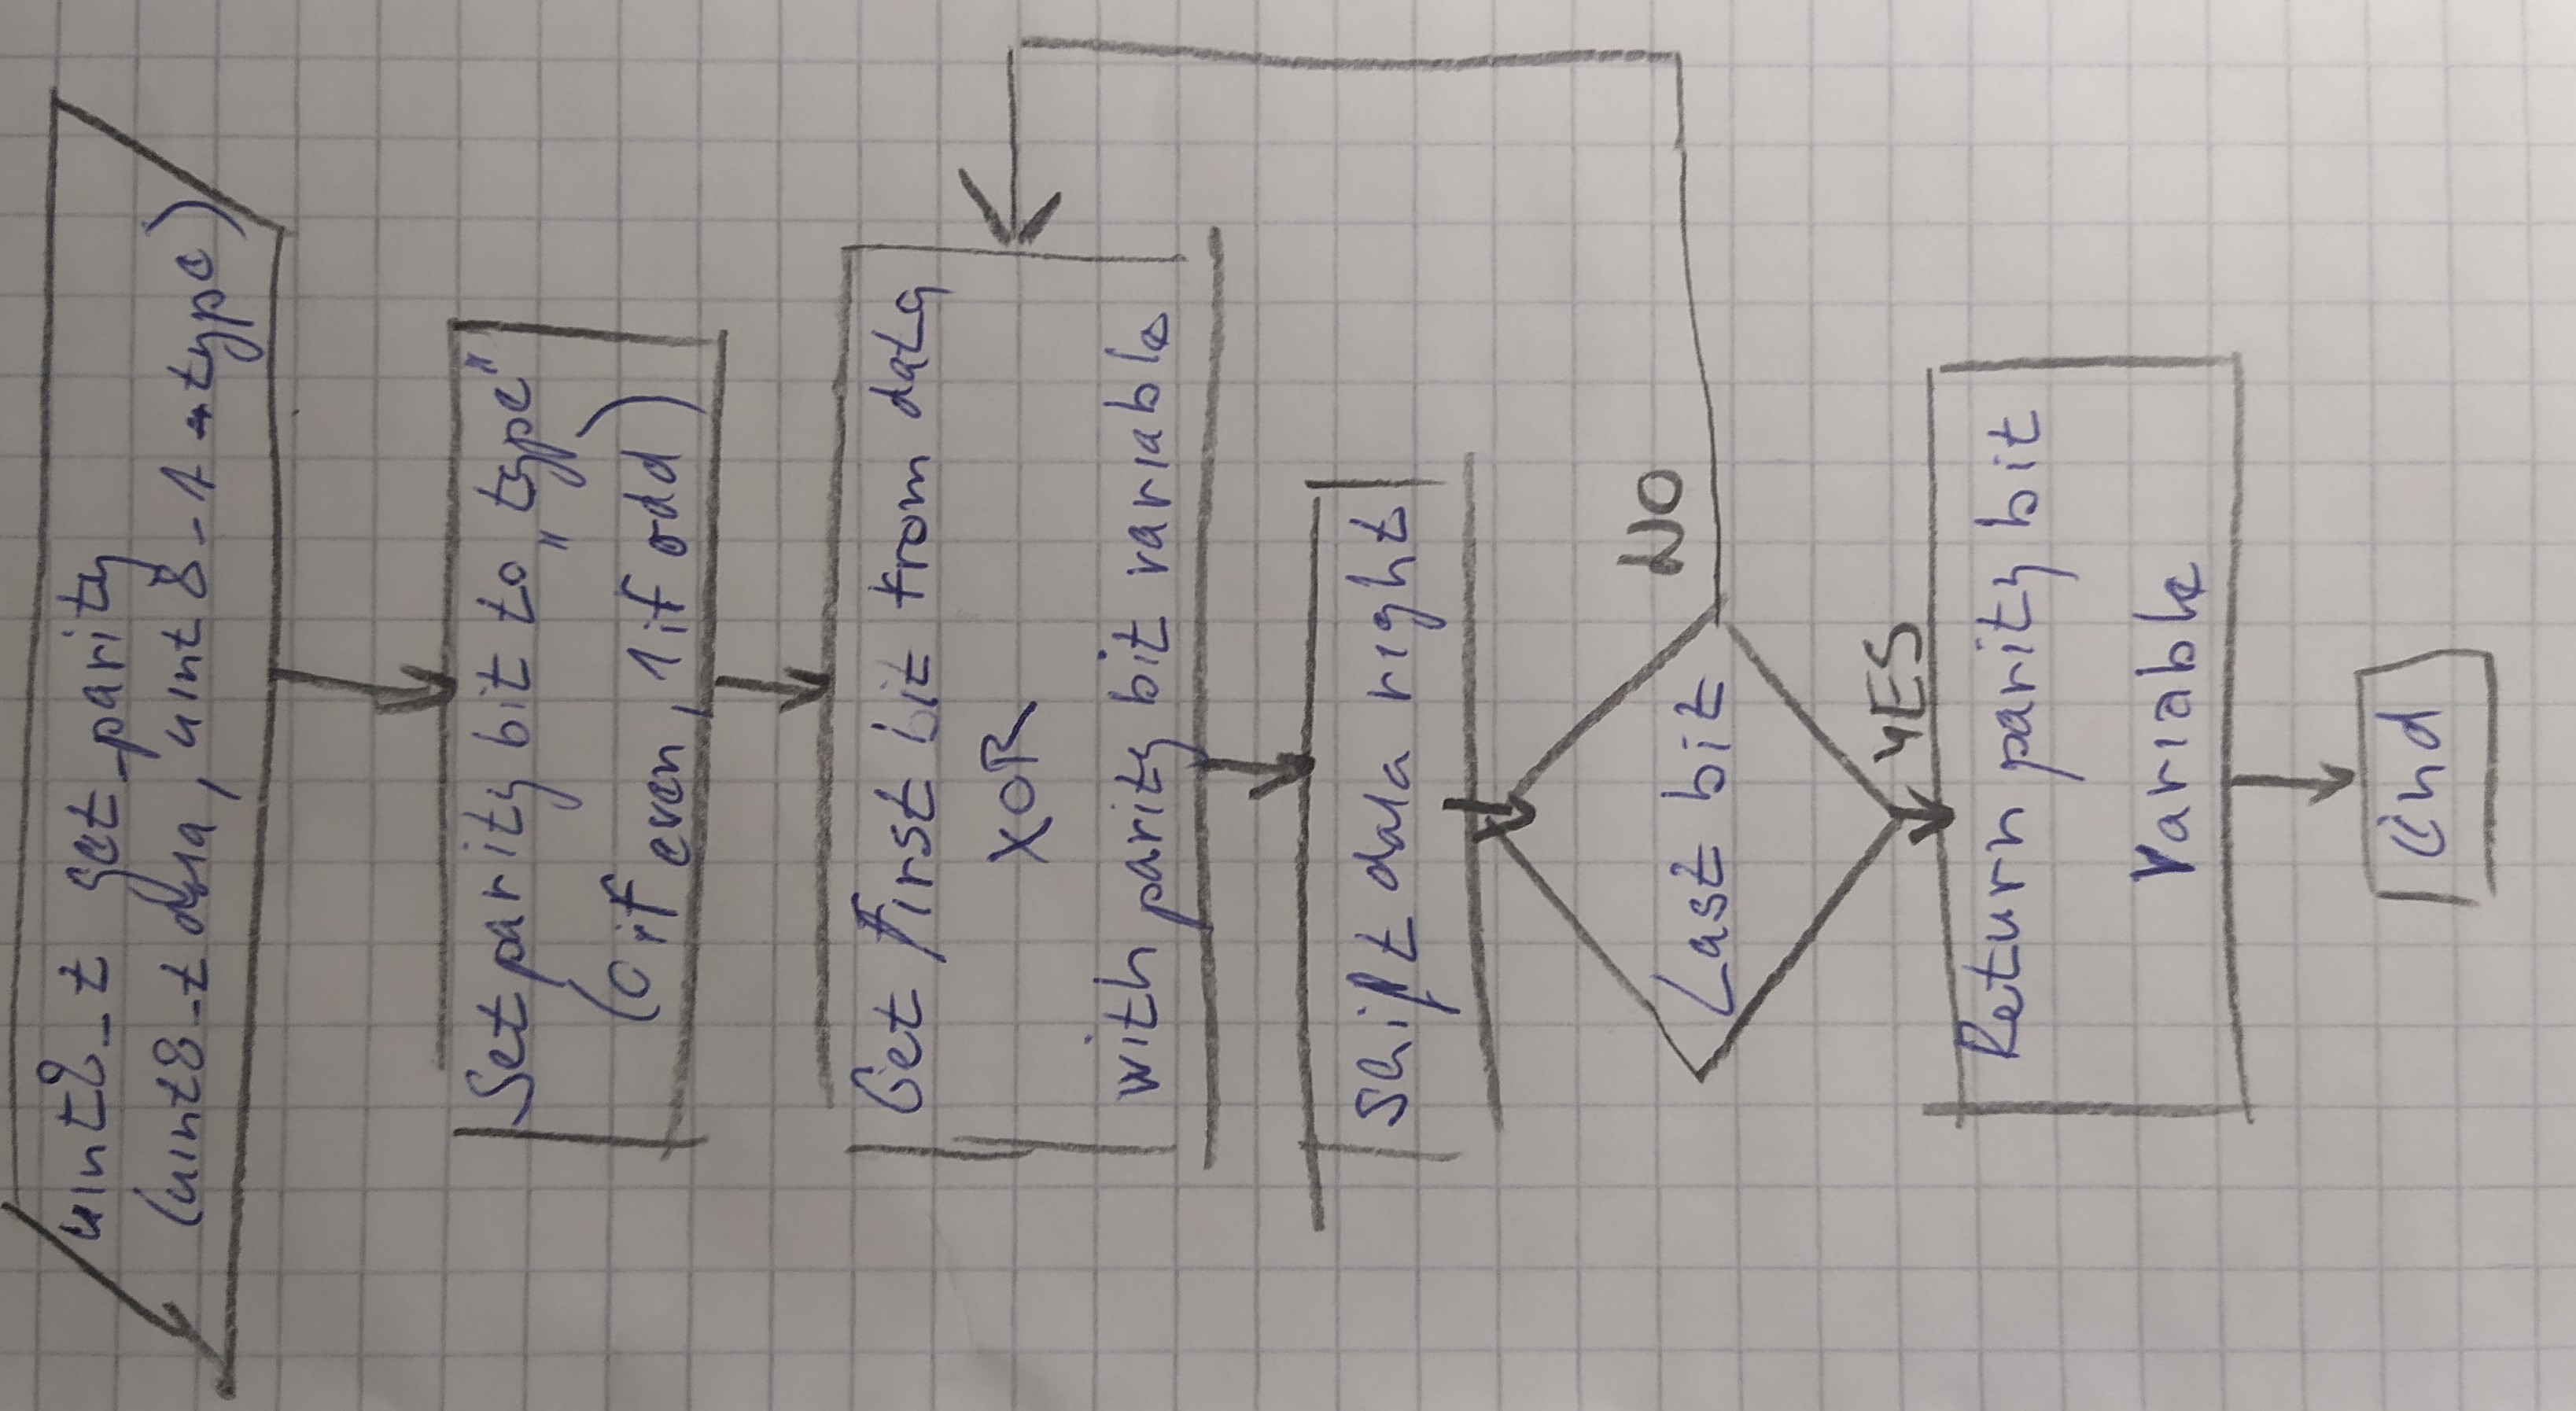 uint8_t get_parity
(uint8_t data, uint8_t type)
Set parity bit to "type"
(0 if even, 1 if odd)
Get first bit from data
XOR
with parity bit variable
Schift data right
Last bit
NO
YES
Return parity bit
Variable
End